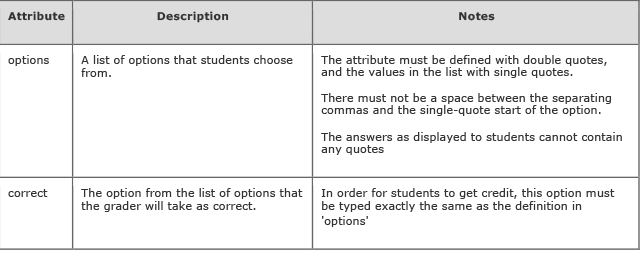 Attribute Description Notes
options
A list of options that students choose
from.
The attribute must be defined with double quotes,
and the values in the list with single quotes.
There must not be a space between the separating
commas and the single-quote start of the option.
The answers as displayed to students cannot contain
any quotes
correct
The option from the list of options that
the grader will take as correct.
In order for students to get credit, this option must
be typed exactly the same as the definition in
'options'